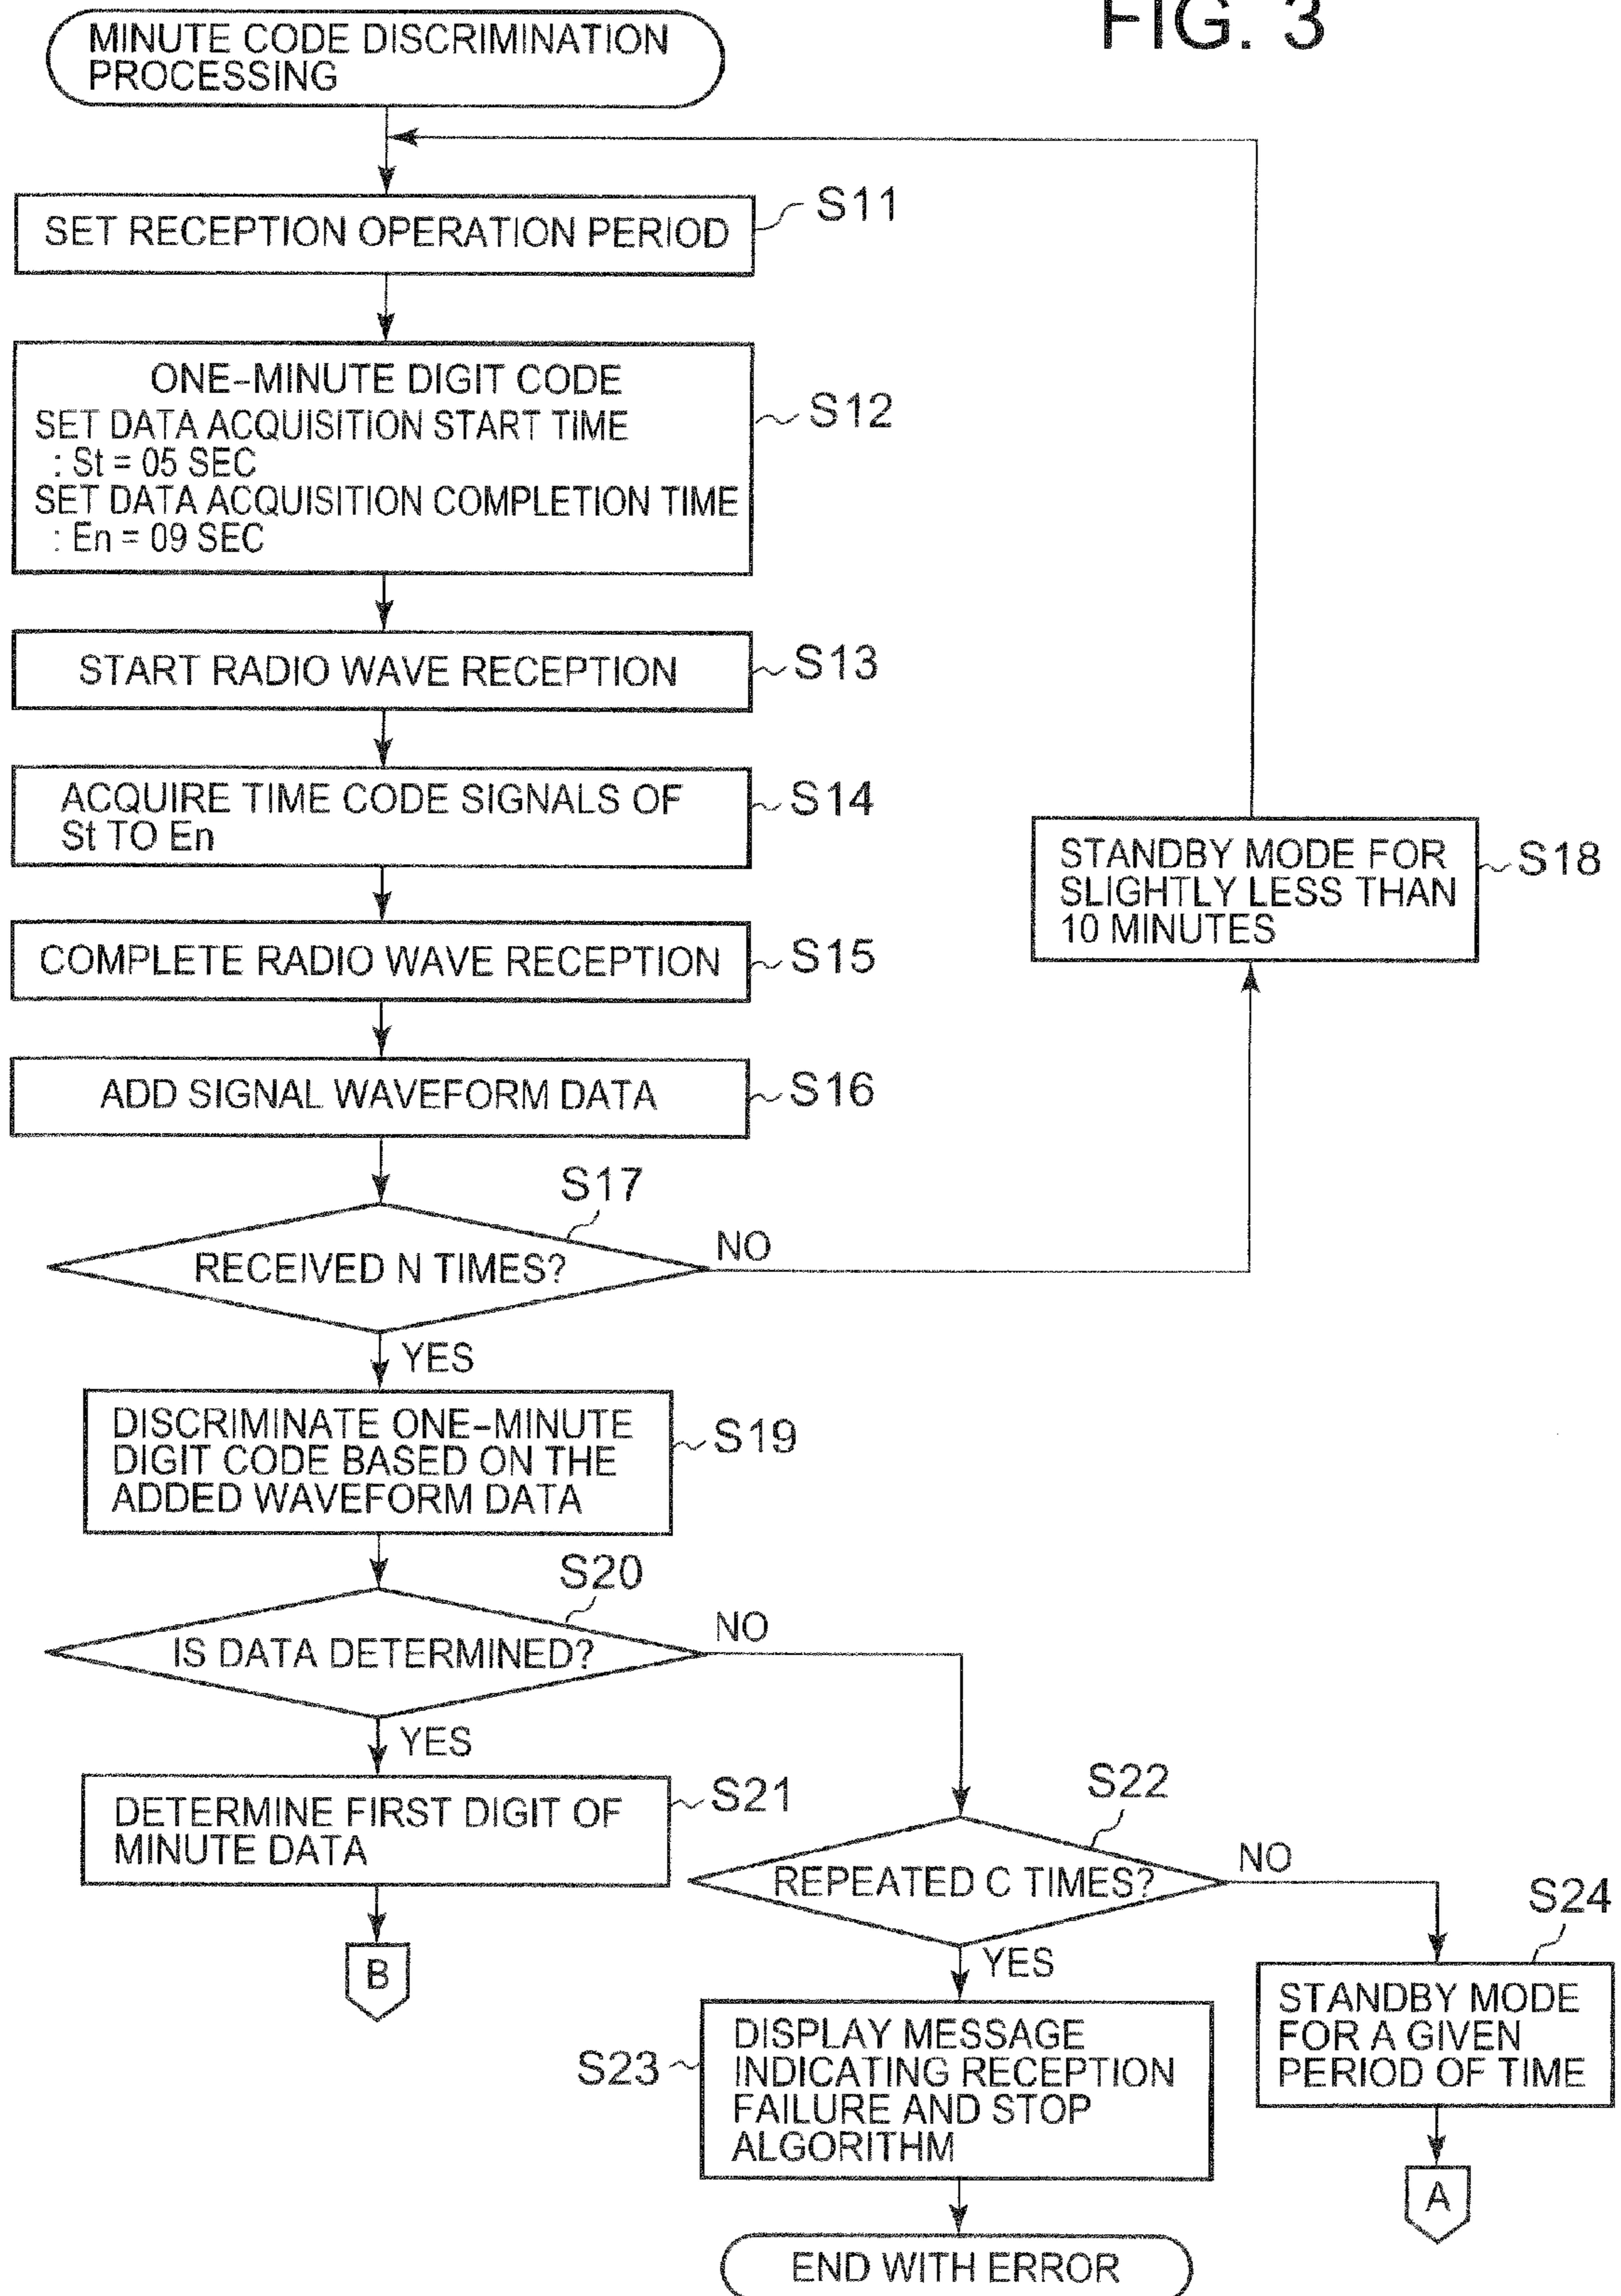 FIG. 3
MINUTE CODE DISCRIMINATION
PROCESSING
SET RECEPTION OPERATION PERIOD
S11
ONE-MINUTE DIGIT CODE
SET DATA ACQUISITION START TIME
: St = 05 SEC
SET DATA ACQUISITION COMPLETION TIME
: En = 09 SEC
S12
START RADIO WAVE RECEPTION
S13
ACQUIRE TIME CODE SIGNALS OF
St TO En
S14
STANDBY MODE FOR
SLIGHTLY LESS THAN
10 MINUTES
S18
COMPLETE RADIO WAVE RECEPTION
S15
ADD SIGNAL WAVEFORM DATA
S16
S17
RECEIVED N TIMES?
NO
YES
DISCRIMINATE ONE-MINUTE
DIGIT CODE BASED ON THE
ADDED WAVEFORM DATA
S19
S20
IS DATA DETERMINED?
NO
YES
DETERMINE FIRST DIGIT OF
MINUTE DATA
S21
B
S22
REPEATED C TIMES?
NO
YES
S24
STANDBY MODE
FOR A GIVEN
PERIOD OF TIME
A
S23
DISPLAY MESSAGE
INDICATING RECEPTION
FAILURE AND STOP
ALGORITHM
END WITH ERROR